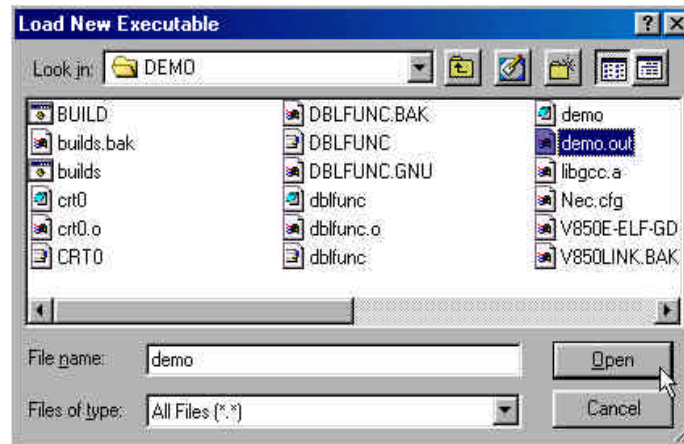 Load New Executable
Look in: DEMO
BUILD
builds.bak
builds
crt0
crt0.o
CRT0
DBLFUNC.BAK
DBLFUNC
DBLFUNC.GNU
dblfunc
dblfunc.o
dblfunc
demo
demo.out
libgcc.a
Nec.cfg
V850E-ELF-GD
V850LINK.BAK
File name: demo
Open
Files of type: All Files (*.*)
Cancel